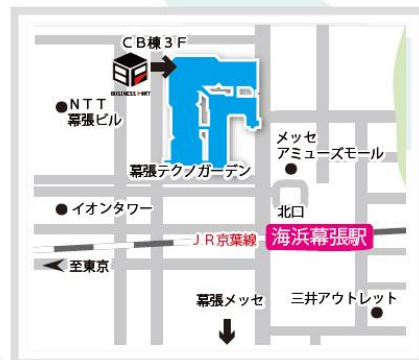 CB棟3F
BUSINESS PORT
NTT
幕張ビル
幕張テクノガーデン
メッセ
アミューズモール
イオンタワー
北口
JR京葉線
海浜幕張駅
至東京
幕張メッセ
三井アウトレット